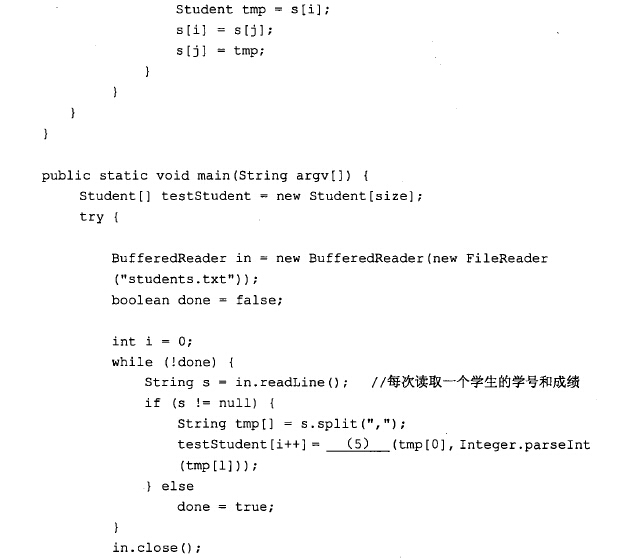 Student tmp = s[i];
s[i] = s[j];
s[j] = tmp;
}
}
}
}
public static void main(String argv[]) {
Student[] testStudent = new Student[size];
try {
BufferedReader in = new BufferedReader(new FileReader
("students.txt"));
boolean done = false;
int i = 0;
while (!done) {
String s = in.readLine(); //每次读取一个学生的学号和成绩
if (s != null) {
String tmp[] = s.split(",");
testStudent[i++]= （5） (tmp[0],Integer.parseInt
(tmp[1]));
} else
done = true;
}
in.close();